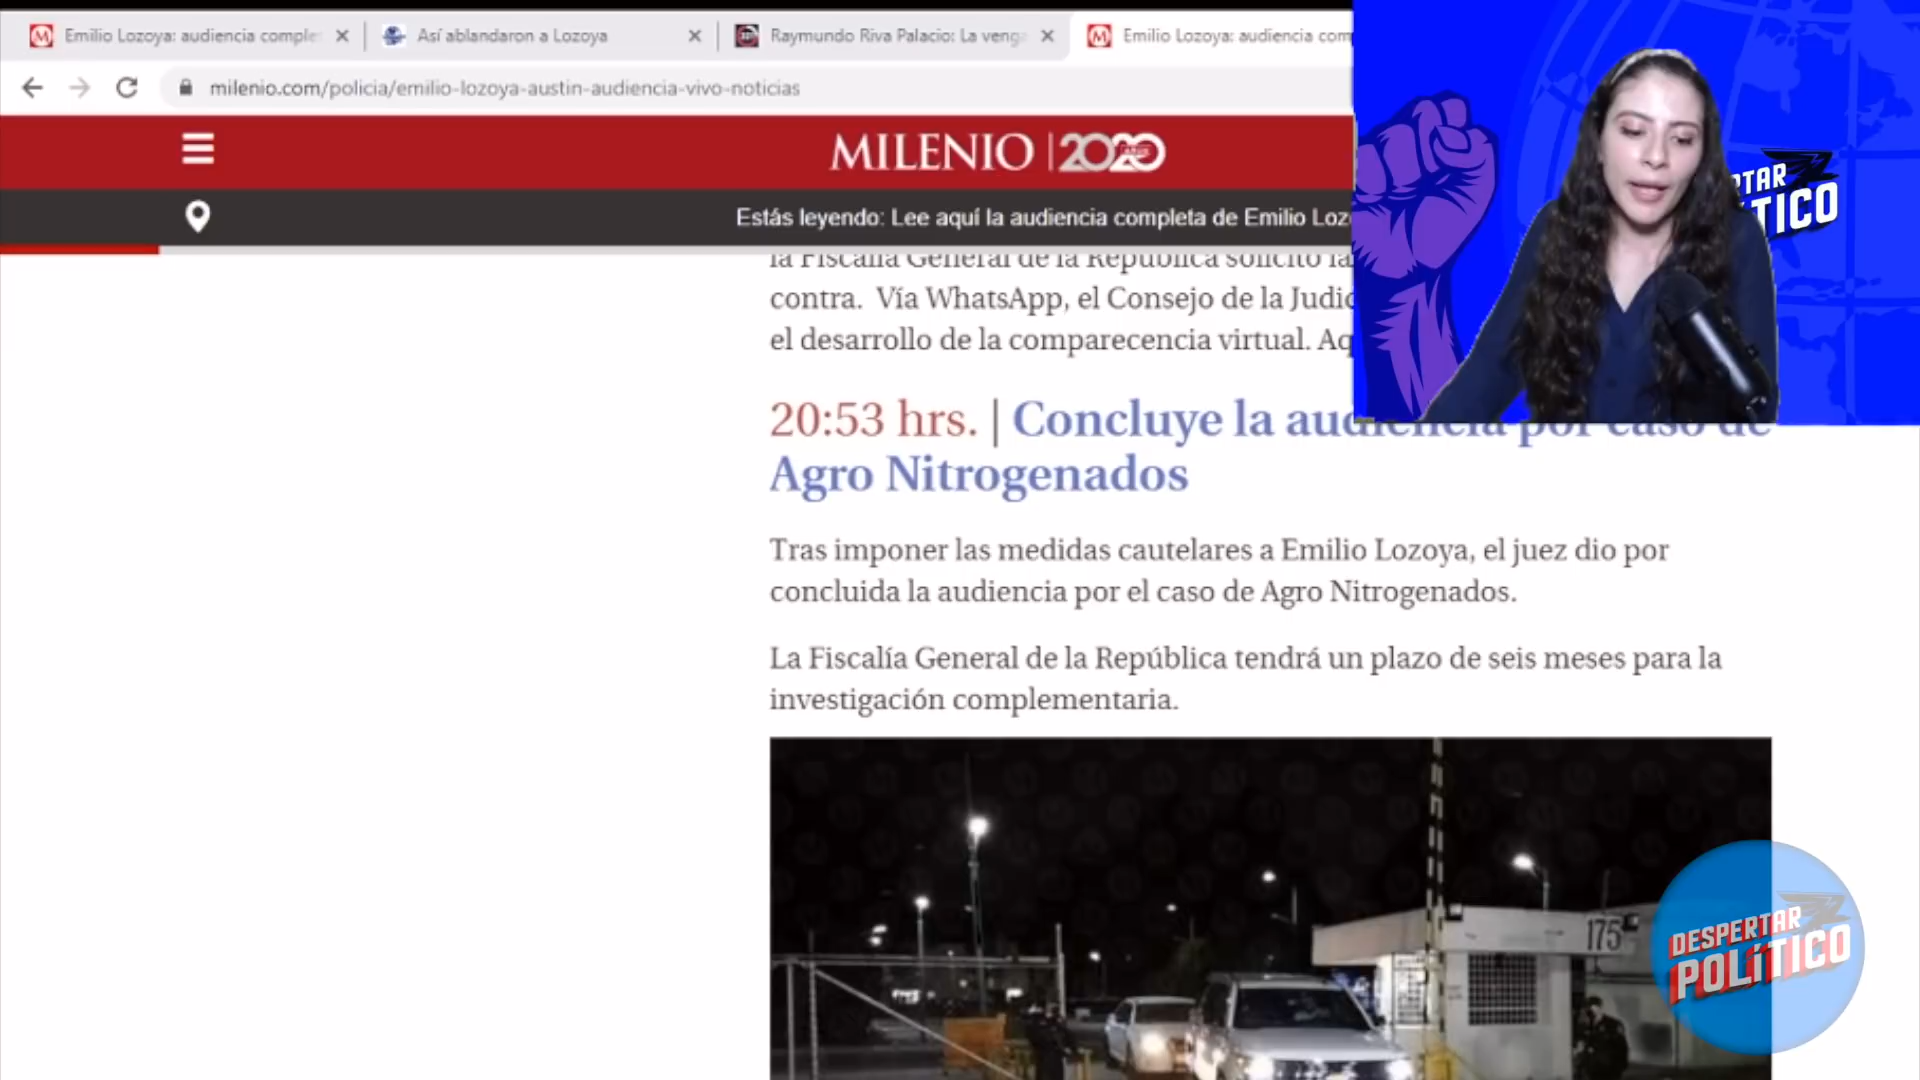 Emilio Lozoya: audiencia comple
Así ablandaron a Lozoya
Raymundo Riva Palacio: La veng
Emilio Lozoya: audiencia com
milenio.com/policia/emilio-lozoya-austin-audiencia-vivo-noticias
MILENIO | 2020
Estás leyendo: Lee aquí la audiencia completa de Emilio Loz
la Fiscalía General de la República solicitó la
contra. Vía WhatsApp, el Consejo de la Judic
el desarrollo de la comparecencia virtual. Aq
20:53 hrs. | Concluye la audiencia por caso de
Agro Nitrogenados
Tras imponer las medidas cautelares a Emilio Lozoya, el juez dio por
concluida la audiencia por el caso de Agro Nitrogenados.
La Fiscalía General de la República tendrá un plazo de seis meses para la
investigación complementaria.
175
TAR
TICO
DESPERTAR
POLÍTICO